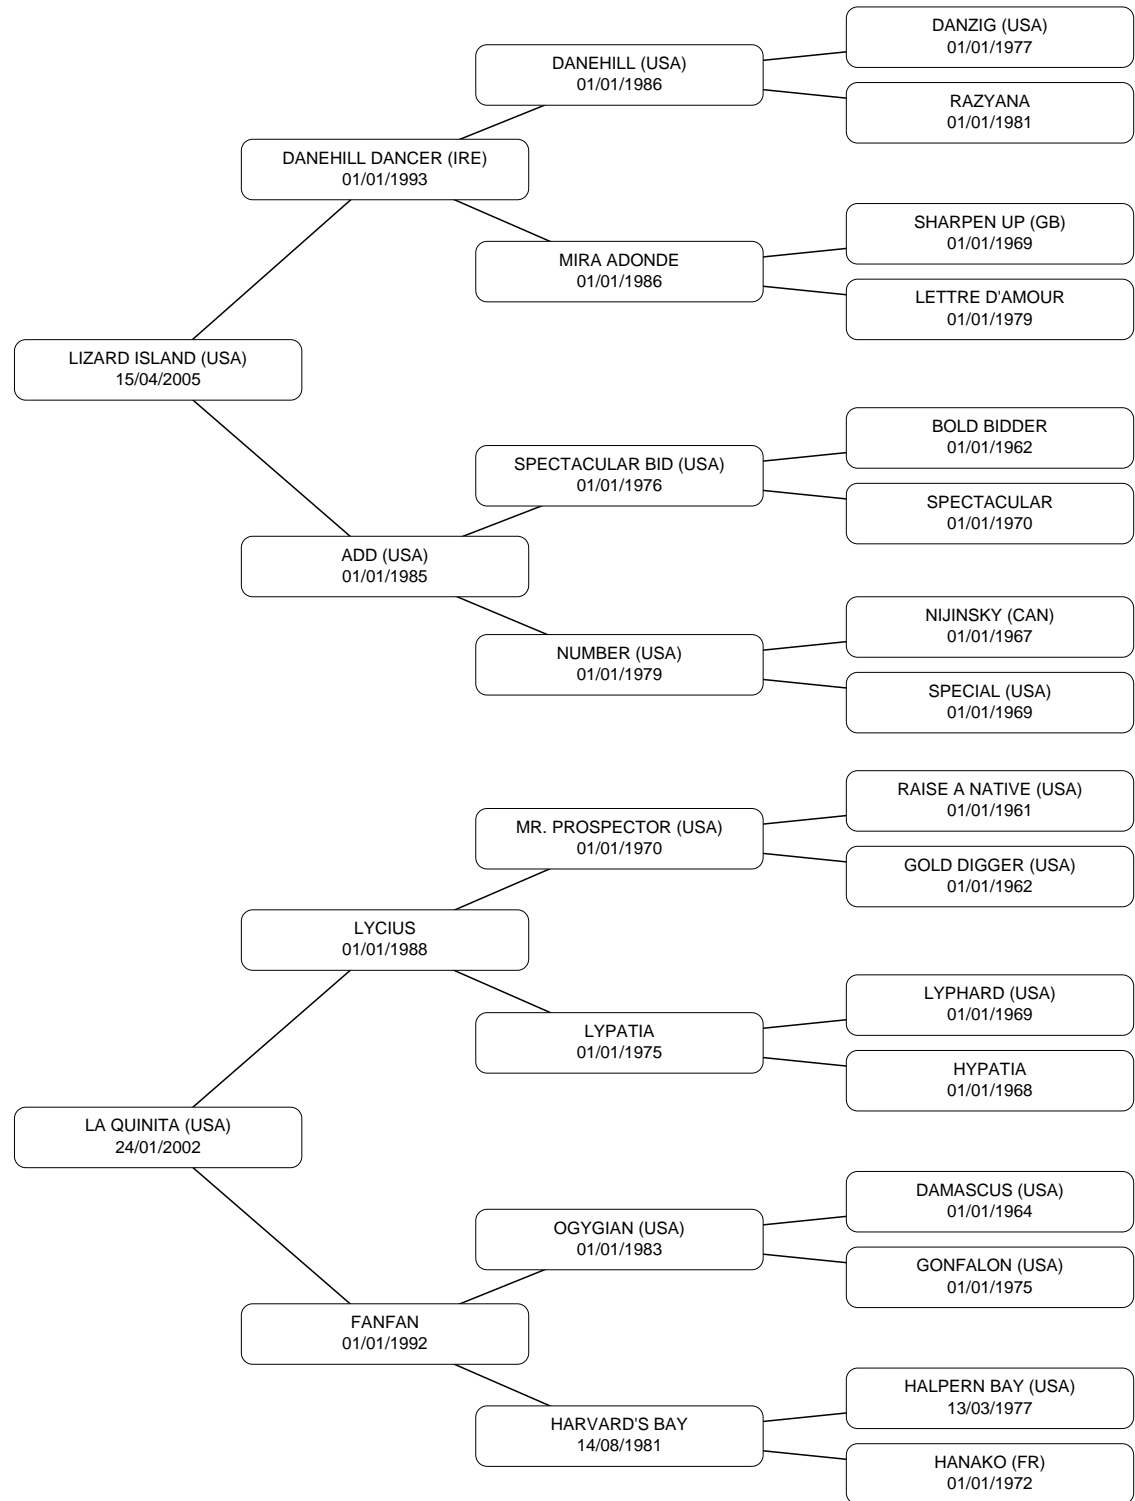 DANZIG (USA)
01/01/1977
DANEHILL (USA)
01/01/1986
RAZYANA
01/01/1981
DANEHILL DANCER (IRE)
01/01/1993
SHARPEN UP (GB)
01/01/1969
MIRA ADONDE
01/01/1986
LETTRE D'AMOUR
01/01/1979
LIZARD ISLAND (USA)
15/04/2005
BOLD BIDDER
01/01/1962
SPECTACULAR BID (USA)
01/01/1976
SPECTACULAR
01/01/1970
ADD (USA)
01/01/1985
NIJINSKY (CAN)
01/01/1967
NUMBER (USA)
01/01/1979
SPECIAL (USA)
01/01/1969
RAISE A NATIVE (USA)
01/01/1961
MR. PROSPECTOR (USA)
01/01/1970
GOLD DIGGER (USA)
01/01/1962
LYCIUS
01/01/1988
LYPHARD (USA)
01/01/1969
LYPATIA
01/01/1975
HYPATIA
01/01/1968
LA QUINITA (USA)
24/01/2002
DAMASCUS (USA)
01/01/1964
OGYGIAN (USA)
01/01/1983
GONFALON (USA)
01/01/1975
FANFAN
01/01/1992
HALPERN BAY (USA)
13/03/1977
HARVARD'S BAY
14/08/1981
HANAKO (FR)
01/01/1972